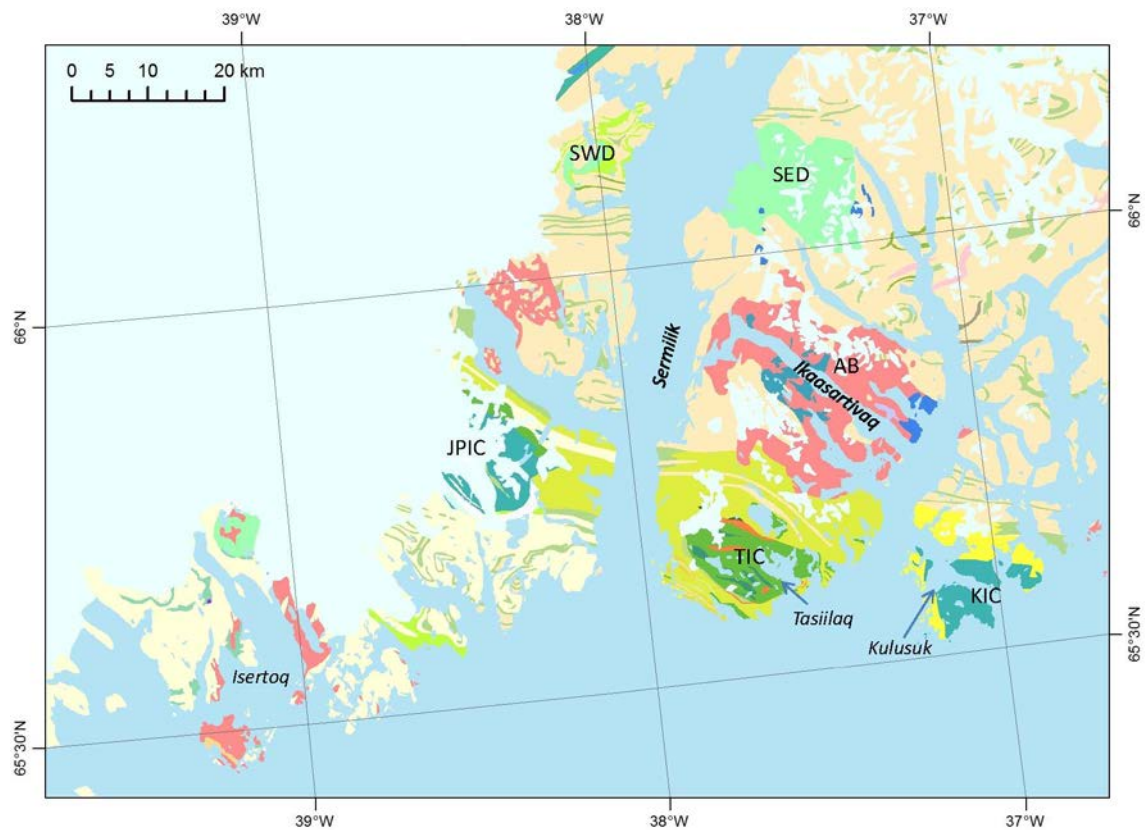 39°W 38°W 37°W
0 5 10 20 km
SWD
SED
66°N
66°N
Sermilik
AB
Ikaasartivaq
JPIC
TIC
KIC
Tasiilaq
Kulusuk
65°30'N
Isertoq
65°30'N
39°W 38°W 37°W